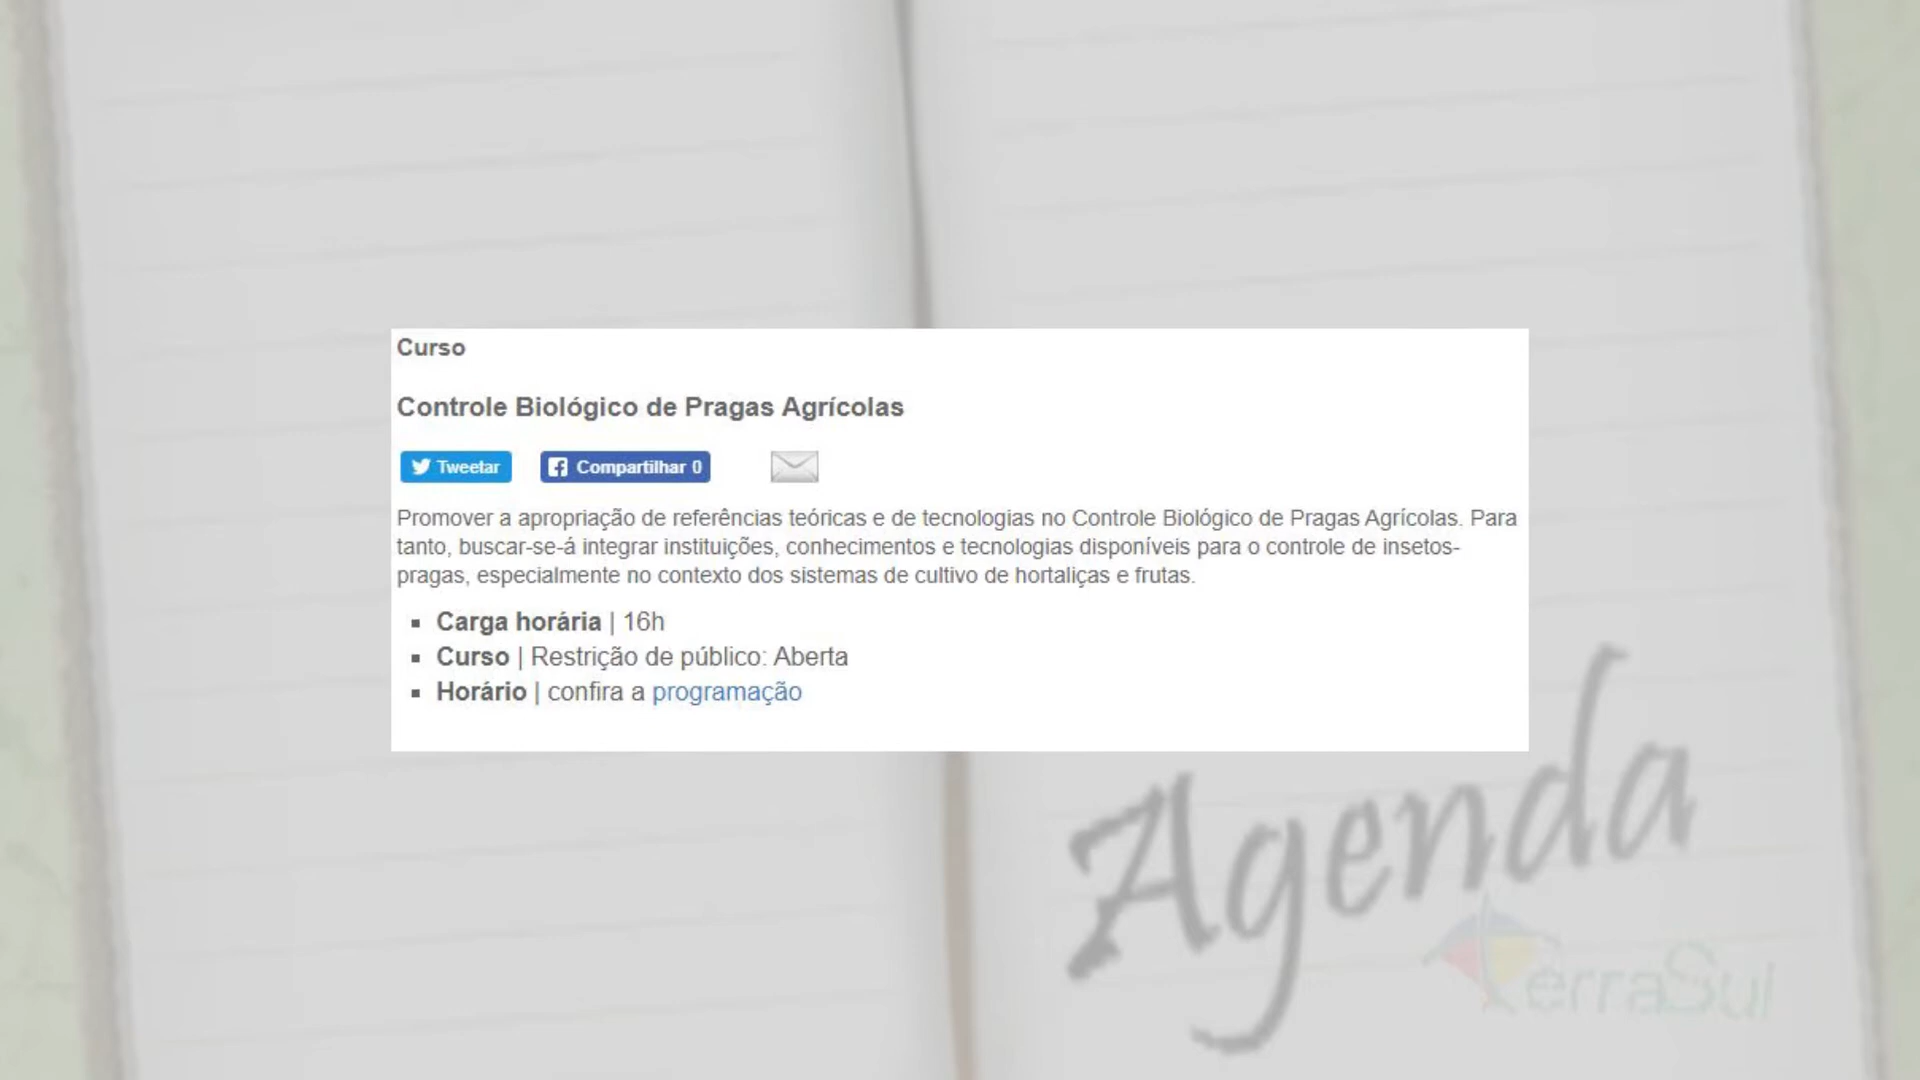 Curso
Controle Biológico de Pragas Agrícolas
Tweetar
Compartilhar 0
Promover a apropriação de referências teóricas e de tecnologias no Controle Biológico de Pragas Agrícolas. Para
tanto, buscar-se-á integrar instituições, conhecimentos e tecnologias disponíveis para o controle de insetos-
pragas, especialmente no contexto dos sistemas de cultivo de hortaliças e frutas.
Carga horária | 16h
Curso | Restrição de público: Aberta
Horário | confira a programação
Agenda
TerraSul